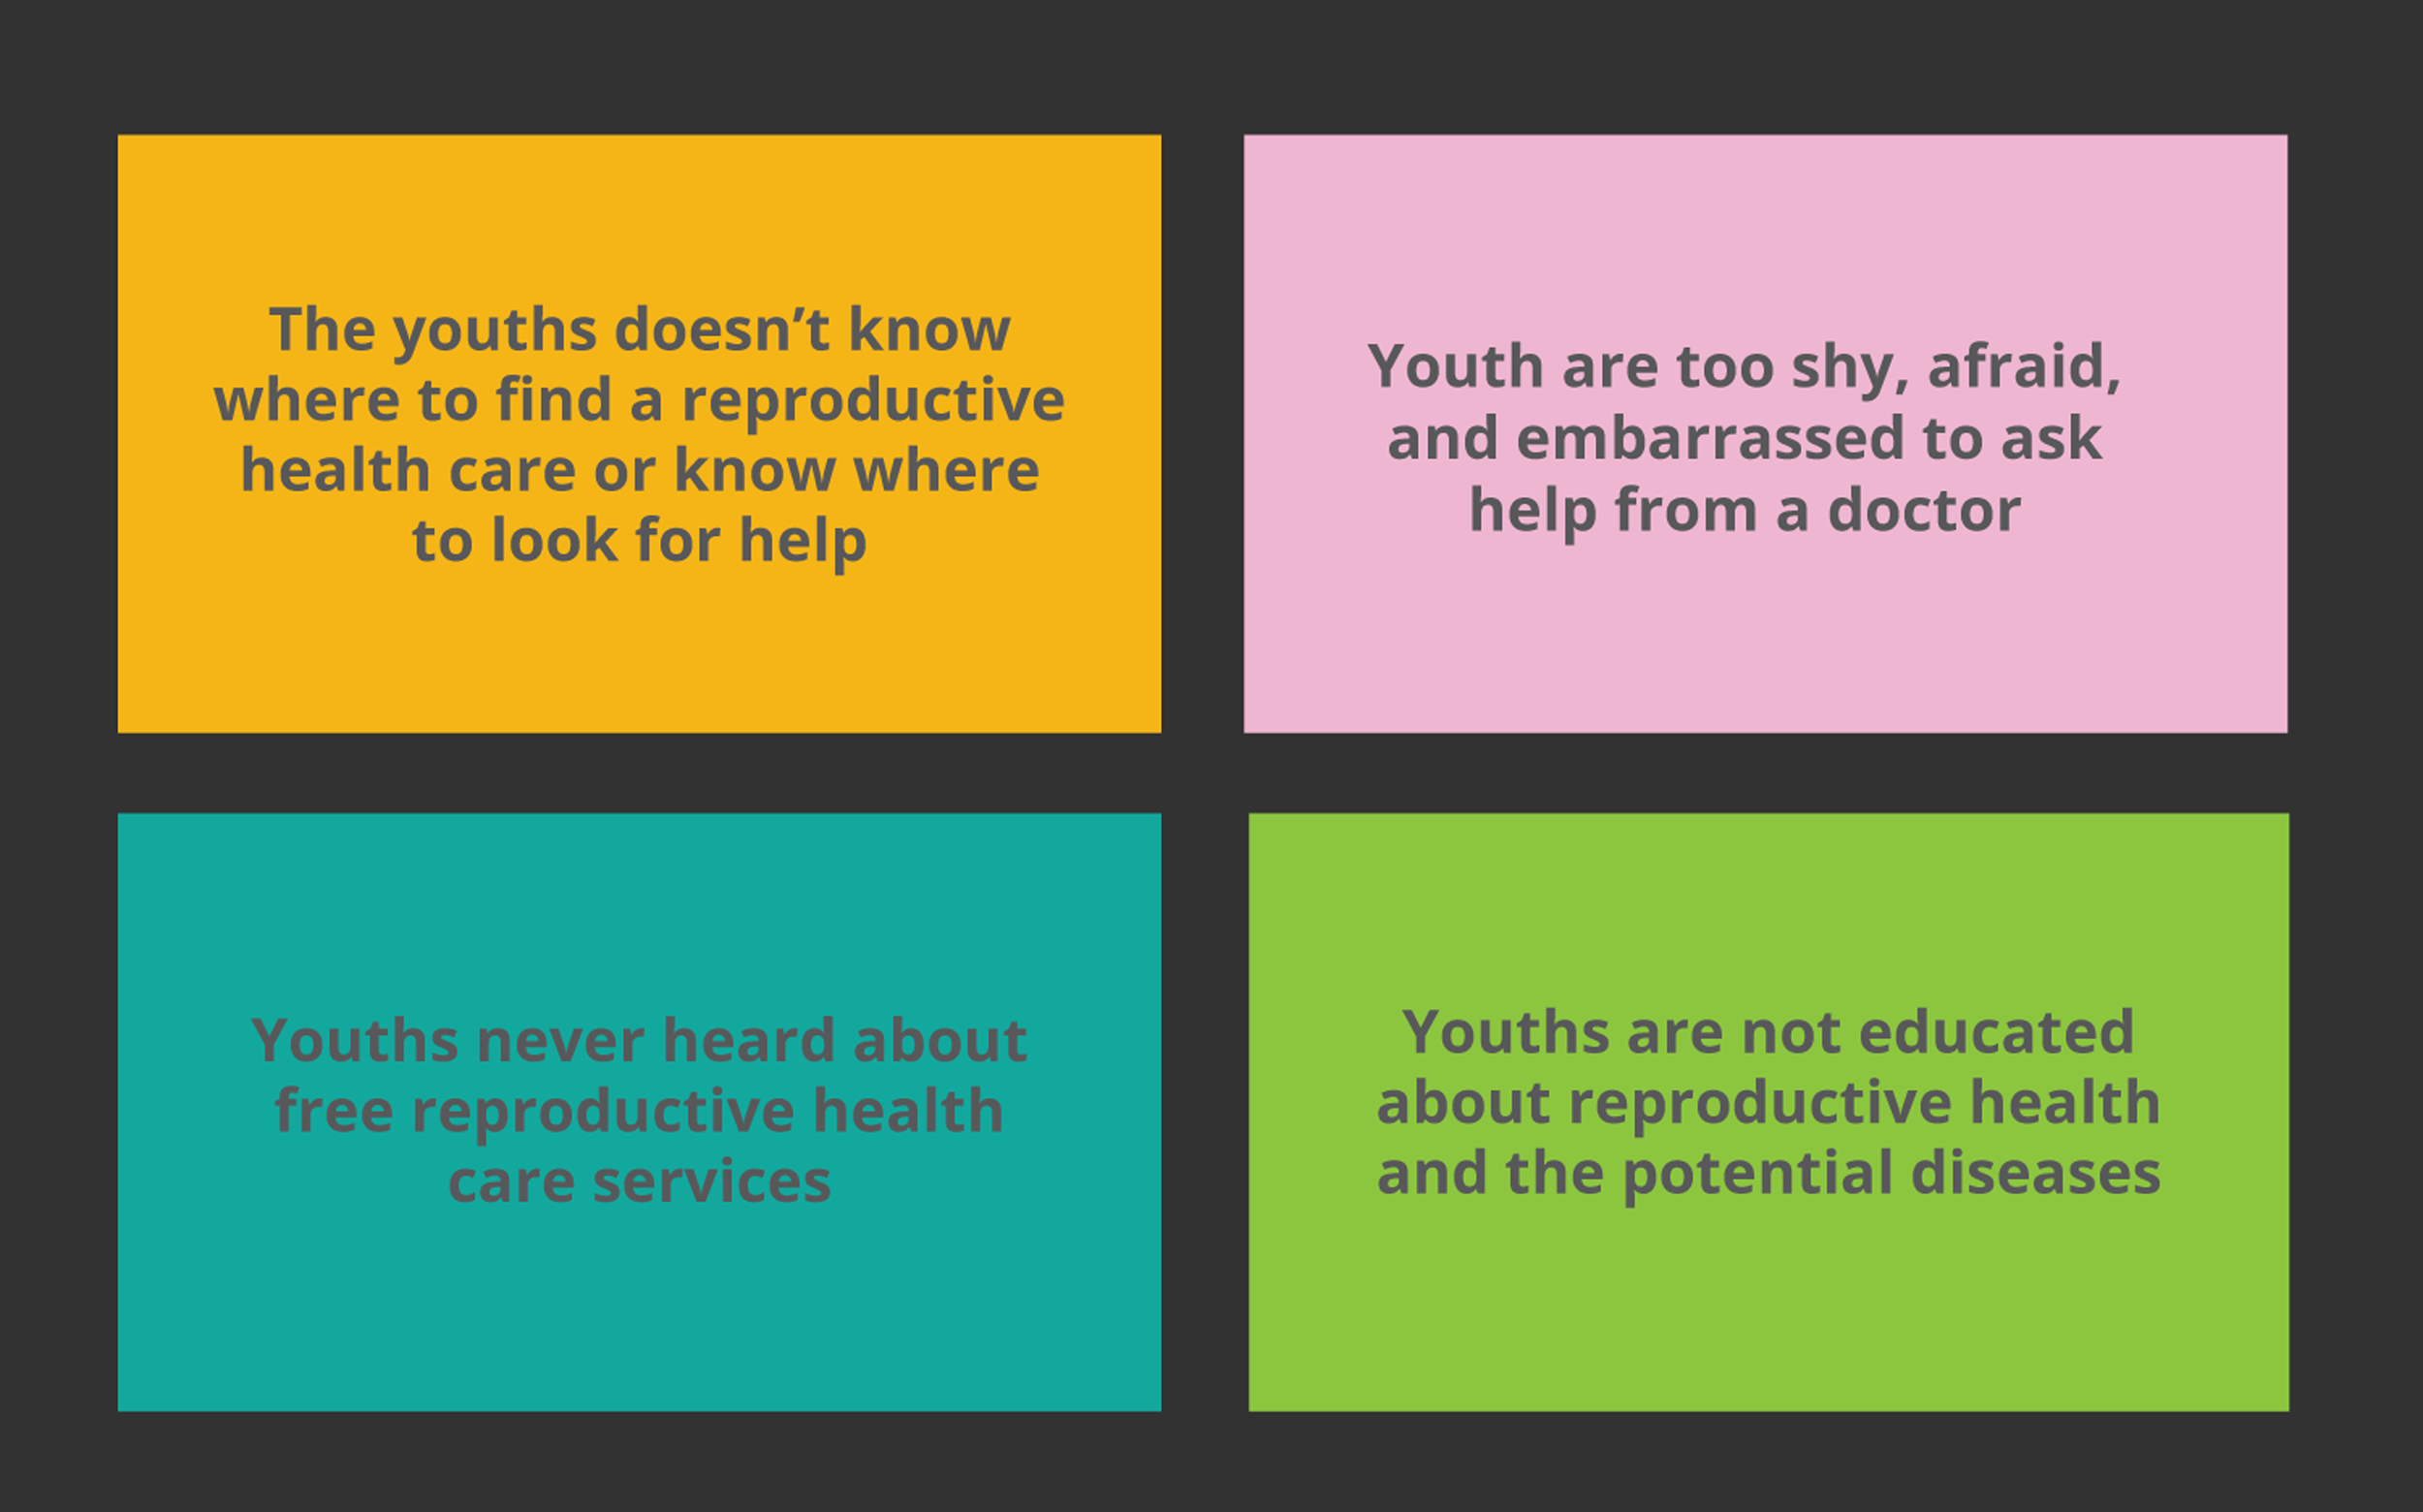 The youths doesn’t know
where to find a reproductive
health care or know where
to look for help
Youth are too shy, afraid,
and embarrassed to ask
help from a doctor
Youths never heard about
free reproductive health
care services
Youths are not educated
about reproductive health
and the potential diseases